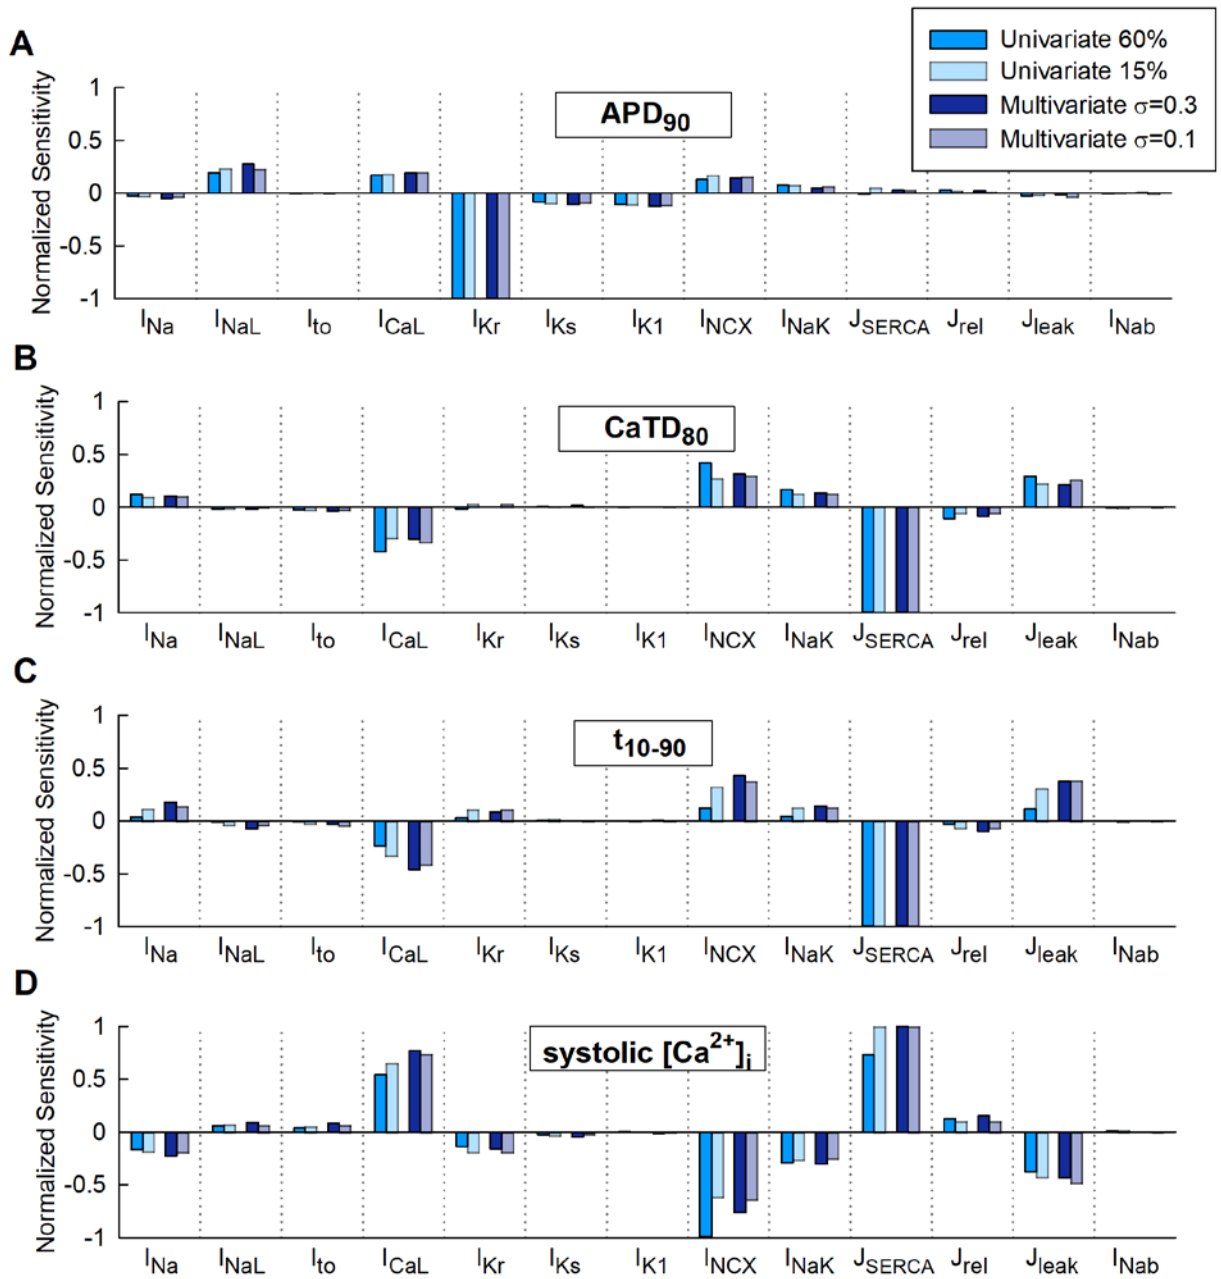 Univariate 60%
Univariate 15%
Multivariate σ=0.3
Multivariate σ=0.1
A
Normalized Sensitivity
1
0.5
0
-0.5
-1
APD90
INa INaL Ito ICaL IKr IKs IK1 INCX INaK JSERCA Jrel Jleak INab
B
Normalized Sensitivity
1
0.5
0
-0.5
-1
CaTD80
INa INaL Ito ICaL IKr IKs IK1 INCX INaK JSERCA Jrel Jleak INab
C
Normalized Sensitivity
1
0.5
0
-0.5
-1
t10-90
INa INaL Ito ICaL IKr IKs IK1 INCX INaK JSERCA Jrel Jleak INab
D
Normalized Sensitivity
1
0.5
0
-0.5
-1
systolic [Ca2+]i
INa INaL Ito ICaL IKr IKs IK1 INCX INaK JSERCA Jrel Jleak INab